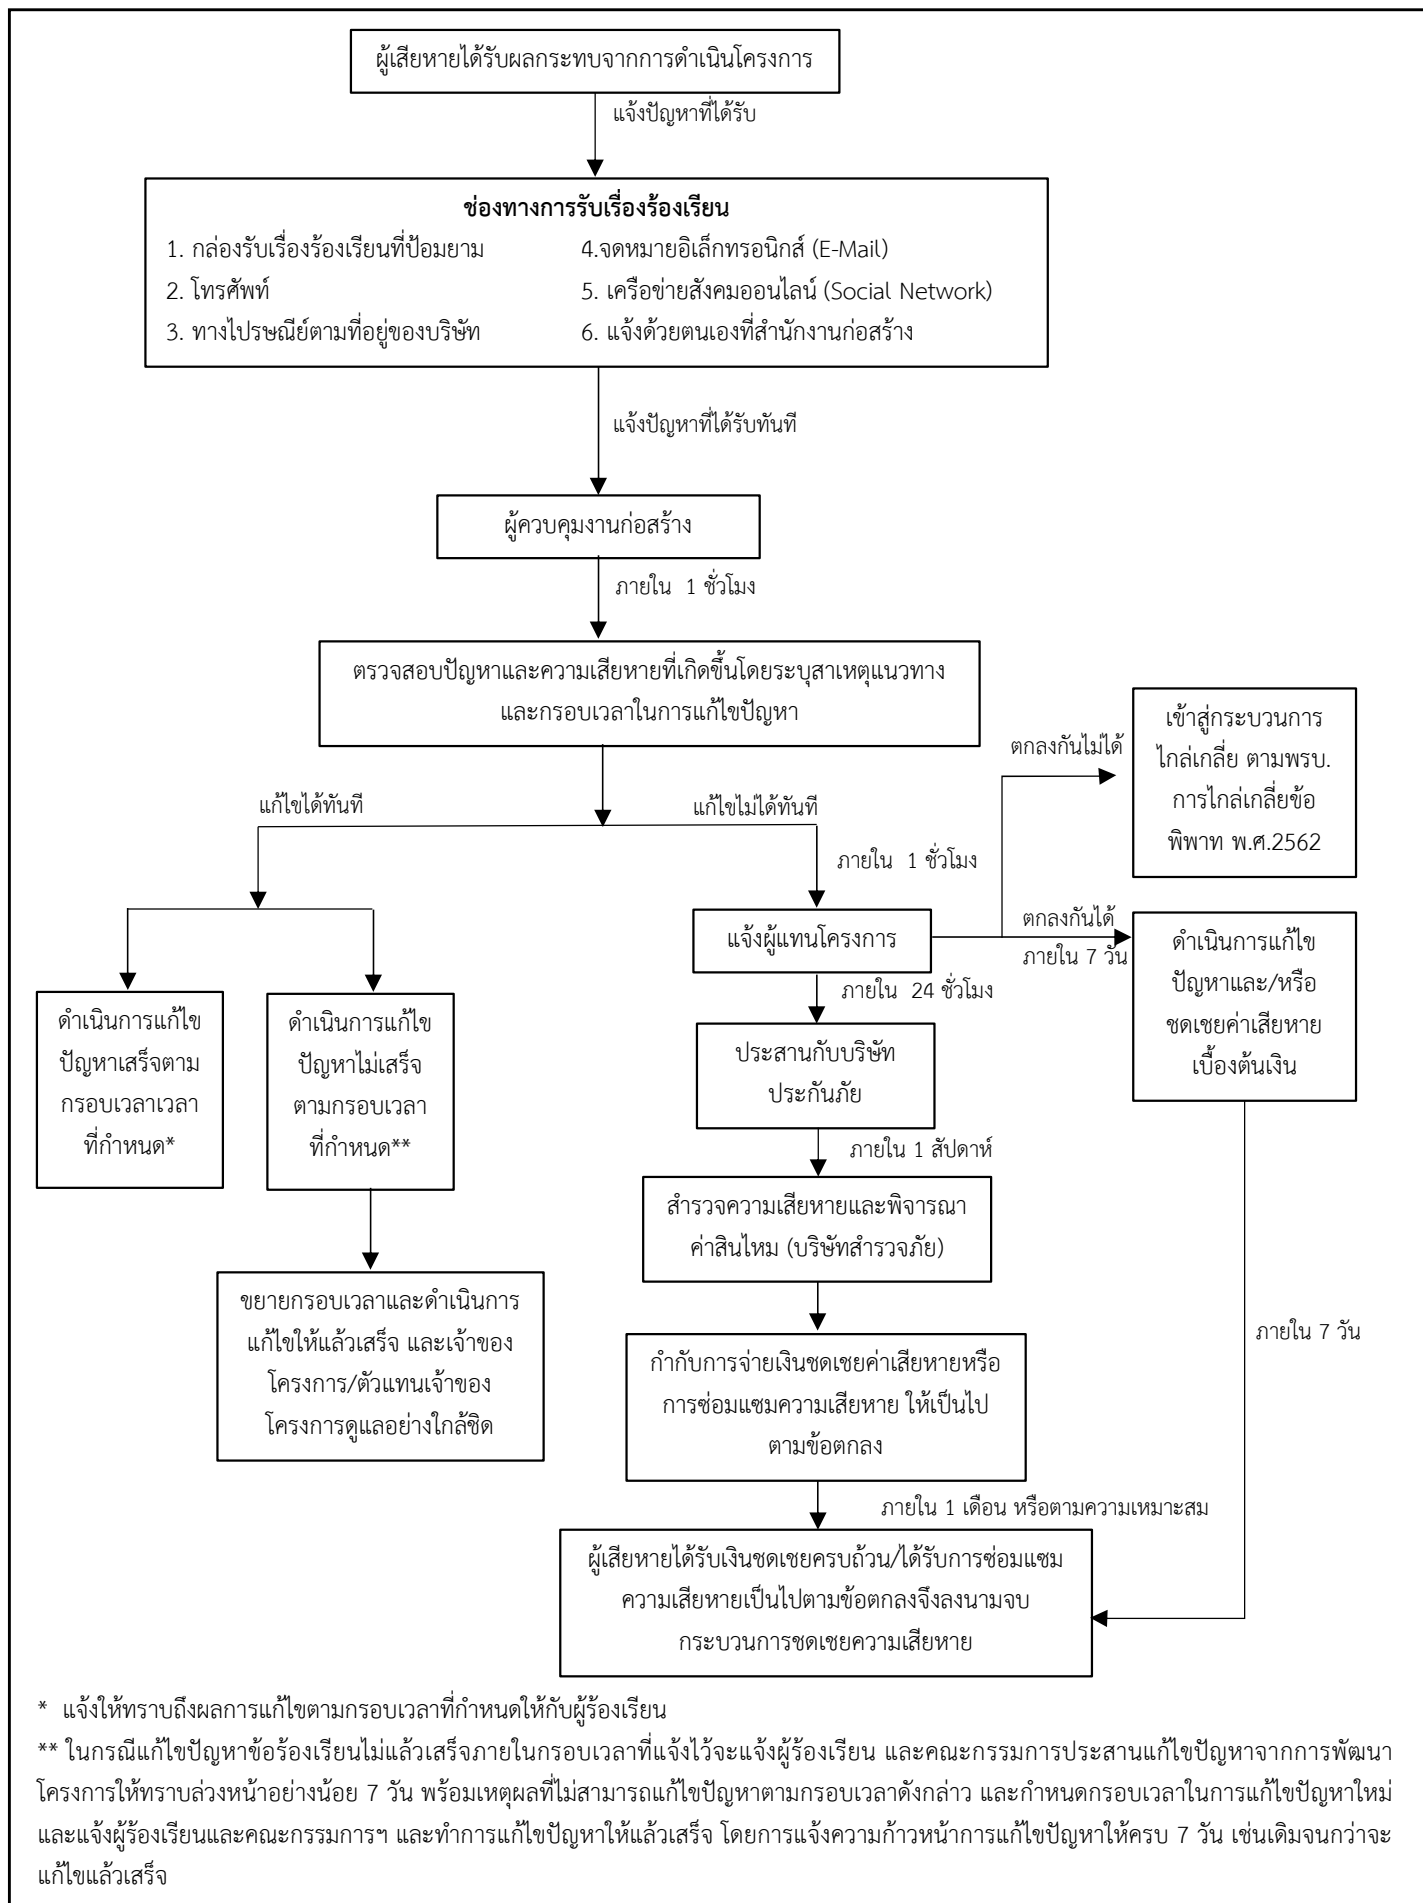 ผู้เสียหายได้รับผลกระทบจากการดำเนินโครงการ
แจ้งปัญหาที่ได้รับ
ช่องทางการรับเรื่องร้องเรียน
1. กล่องรับเรื่องร้องเรียนที่ป้อมยาม
2. โทรศัพท์
3. ทางไปรษณีย์ตามที่อยู่ของบริษัท
4.จดหมายอิเล็กทรอนิกส์ (E-Mail)
5. เครือข่ายสังคมออนไลน์ (Social Network)
6. แจ้งด้วยตนเองที่สำนักงานก่อสร้าง
แจ้งปัญหาที่ได้รับทันที
ผู้ควบคุมงานก่อสร้าง
ภายใน 1 ชั่วโมง
ตรวจสอบปัญหาและความเสียหายที่เกิดขึ้นโดยระบุสาเหตุแนวทาง
และกรอบเวลาในการแก้ไขปัญหา
แก้ไขได้ทันที
แก้ไขไม่ได้ทันที
ตกลงกันไม่ได้
เข้าสู่กระบวนการ
ไกล่เกลี่ย ตามพรบ.
การไกล่เกลี่ยข้อ
พิพาท พ.ศ.2562
ภายใน 1 ชั่วโมง
แจ้งผู้แทนโครงการ
ตกลงกันได้
ภายใน 7 วัน
ดำเนินการแก้ไข
ปัญหาและ/หรือ
ชดเชยค่าเสียหาย
เบื้องต้นเงิน
ดำเนินการแก้ไข
ปัญหาเสร็จตาม
กรอบเวลาเวลา
ที่กำหนด*
ดำเนินการแก้ไข
ปัญหาไม่เสร็จ
ตามกรอบเวลา
ที่กำหนด**
ภายใน 24 ชั่วโมง
ประสานกับบริษัท
ประกันภัย
ภายใน 1 สัปดาห์
สำรวจความเสียหายและพิจารณา
ค่าสินไหม (บริษัทสำรวจภัย)
ขยายกรอบเวลาและดำเนินการ
แก้ไขให้แล้วเสร็จ และเจ้าของ
โครงการ/ตัวแทนเจ้าของ
โครงการดูแลอย่างใกล้ชิด
กำกับการจ่ายเงินชดเชยค่าเสียหายหรือ
การซ่อมแซมความเสียหาย ให้เป็นไป
ตามข้อตกลง
ภายใน 7 วัน
ภายใน 1 เดือน หรือตามความเหมาะสม
ผู้เสียหายได้รับเงินชดเชยครบถ้วน/ได้รับการซ่อมแซม
ความเสียหายเป็นไปตามข้อตกลงจึงลงนามจบ
กระบวนการชดเชยความเสียหาย
* แจ้งให้ทราบถึงผลการแก้ไขตามกรอบเวลาที่กำหนดให้กับผู้ร้องเรียน
** ในกรณีแก้ไขปัญหาข้อร้องเรียนไม่แล้วเสร็จภายในกรอบเวลาที่แจ้งไว้จะแจ้งผู้ร้องเรียน และคณะกรรมการประสานแก้ไขปัญหาจากการพัฒนา
โครงการให้ทราบล่วงหน้าอย่างน้อย 7 วัน พร้อมเหตุผลที่ไม่สามารถแก้ไขปัญหาตามกรอบเวลาดังกล่าว และกำหนดกรอบเวลาในการแก้ไขปัญหาใหม่
และแจ้งผู้ร้องเรียนและคณะกรรมการฯ และทำการแก้ไขปัญหาให้แล้วเสร็จ โดยการแจ้งความก้าวหน้าการแก้ไขปัญหาให้ครบ 7 วัน เช่นเดิมจนกว่าจะ
แก้ไขแล้วเสร็จ